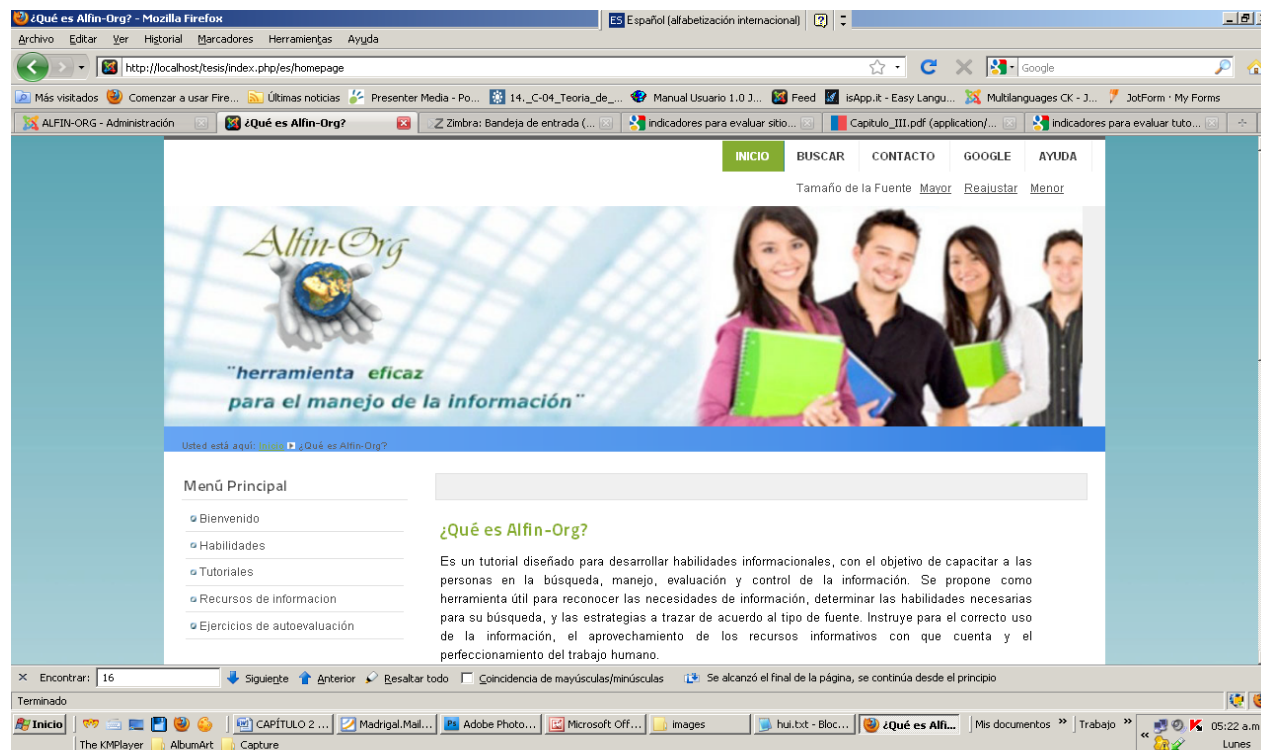 ¿Qué es Alfin-Org? - Mozilla Firefox
ES Español (alfabetización internacional)
Archivo Editar Ver Historial Marcadores Herramientas Ayuda
http://localhost/tesis/index.php/es/homepage
Google
Más visitados Comenzar a usar Fire... Últimas noticias Presenter Media - Po... 14._C-04_Teoria_de_... Manual Usuario 1.0 J... Feed isApp.it - Easy Langu... Multilanguages CK - J... JotForm · My Forms
ALFIN-ORG - Administración ¿Qué es Alfin-Org? Zimbra: Bandeja de entrada (... indicadores para evaluar sitio... Capitulo_III.pdf (application/... indicadores para evaluar tuto...
INICIO BUSCAR CONTACTO GOOGLE AYUDA
Tamaño de la Fuente Mayor Reajustar Menor
Alfin-Org
¨herramienta eficaz
para el manejo de la información¨
Usted está aquí: Inicio ¿Qué es Alfin-Org?
Menú Principal
Bienvenido
Habilidades
Tutoriales
Recursos de informacion
Ejercicios de autoevaluación
¿Qué es Alfin-Org?
Es un tutorial diseñado para desarrollar habilidades informacionales, con el objetivo de capacitar a las
personas en la búsqueda, manejo, evaluación y control de la información. Se propone como
herramienta útil para reconocer las necesidades de información, determinar las habilidades necesarias
para su búsqueda, y las estrategias a trazar de acuerdo al tipo de fuente. Instruye para el correcto uso
de la información, el aprovechamiento de los recursos informativos con que cuenta y el
perfeccionamiento del trabajo humano.
Encontrar: 16 Siguiente Anterior Resaltar todo Coincidencia de mayúsculas/minúsculas Se alcanzó el final de la página, se continúa desde el principio
Terminado
Inicio CAPÍTULO 2 ... Madrigal.Mail... Adobe Photo... Microsoft Off... images hui.txt - Bloc... ¿Qué es Alfi... Mis documentos » Trabajo » « 05:22 a.m.
The KMPlayer AlbumArt Capture Lunes